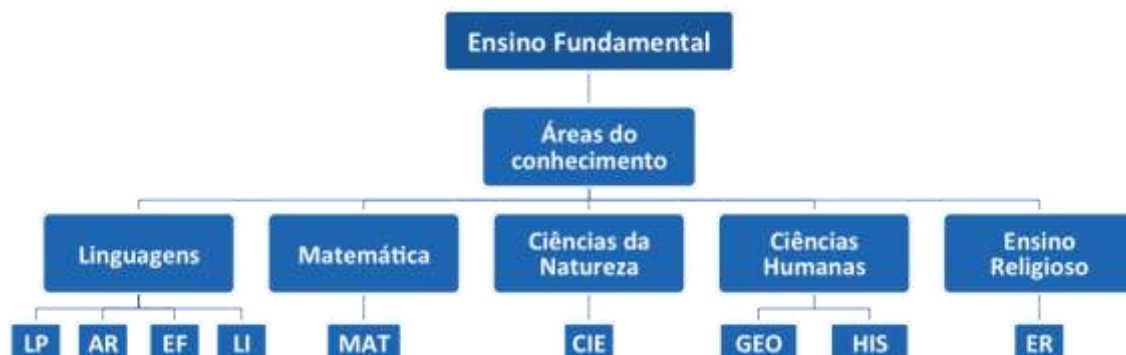 Ensino Fundamental
Áreas do
conhecimento
Linguagens
Matemática
Ciências da
Natureza
Ciências
Humanas
Ensino
Religioso
LP
AR
EF
LI
MAT
CIE
GEO
HIS
ER